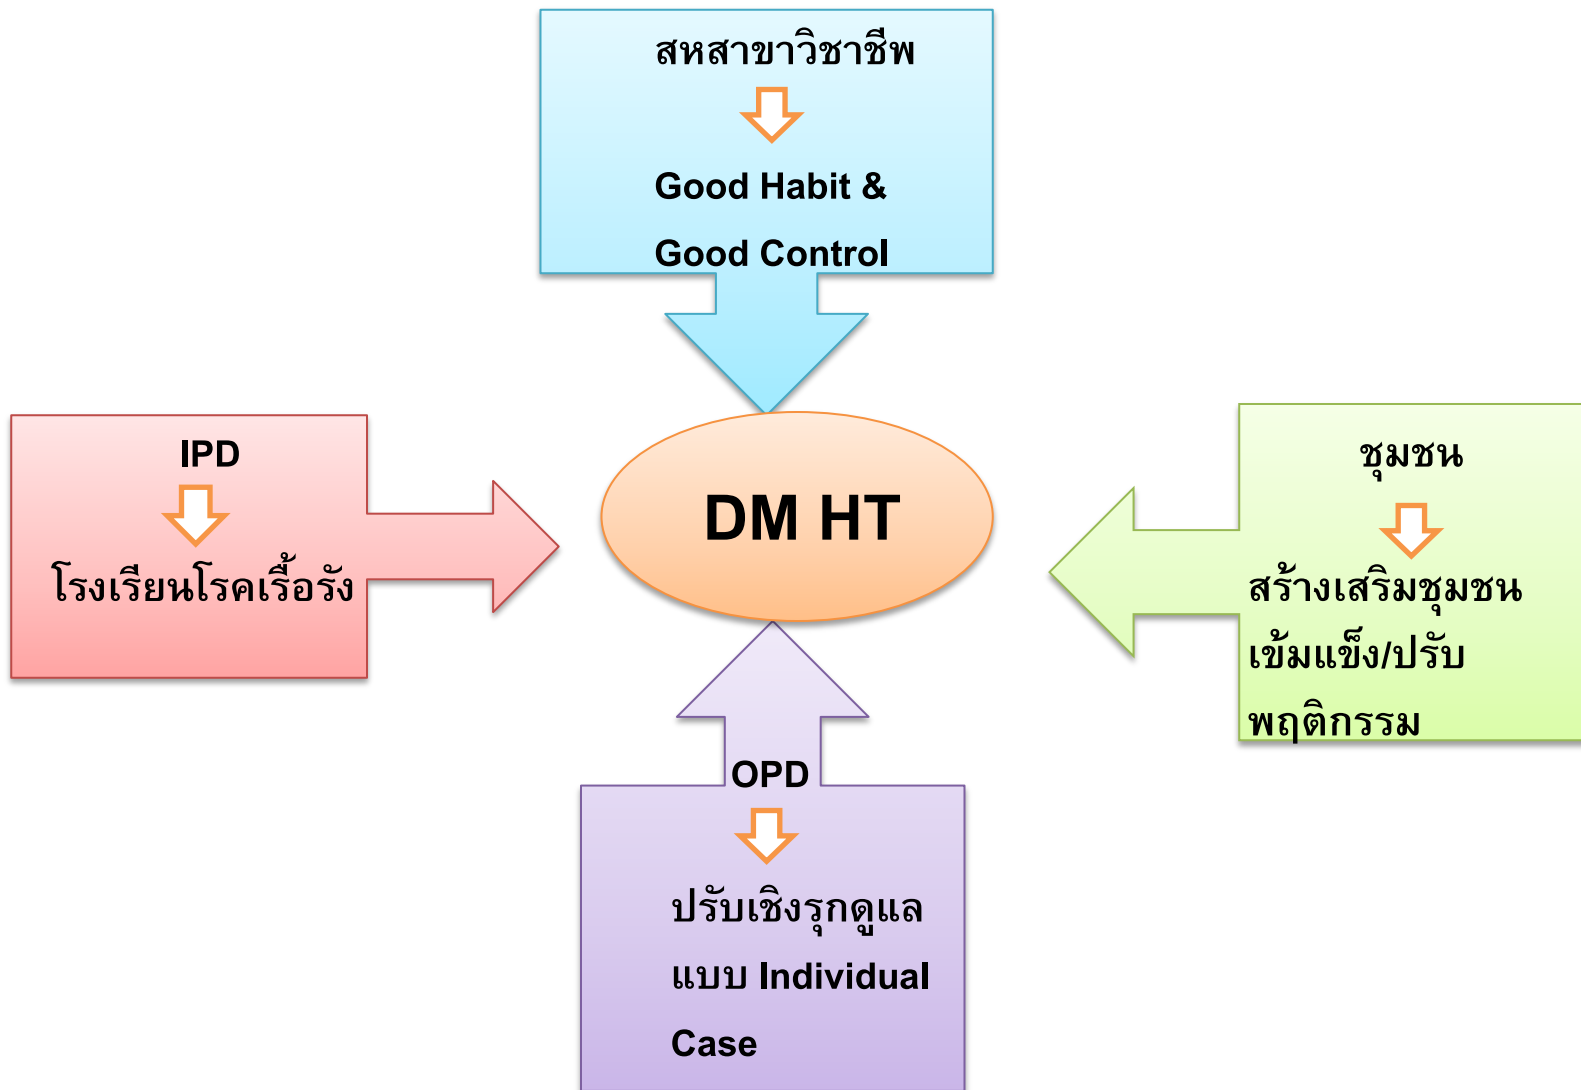 สหสาขาวิชาชีพ
Good Habit &
Good Control
IPD
โรงเรียนโรคเรื้อรัง
DM HT
ชุมชน
สร้างเสริมชุมชน
เข้มแข็ง/ปรับ
พฤติกรรม
OPD
ปรับเชิงรุกดูแล
แบบ Individual
Case